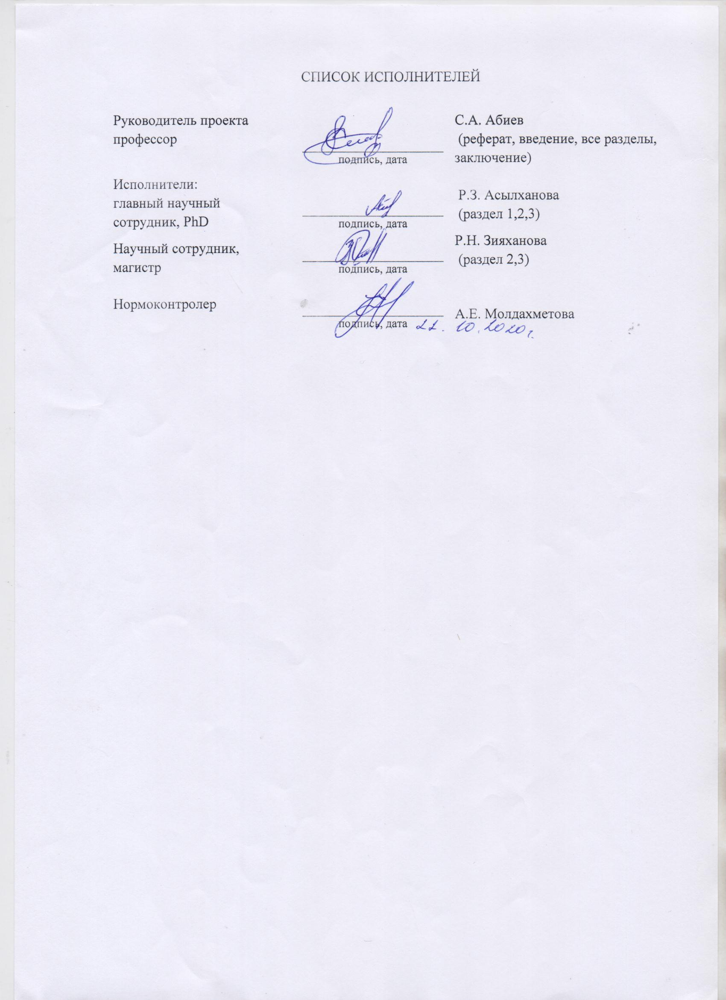 СПИСОК ИСПОЛНИТЕЛЕЙ
Руководитель проекта
профессор
подпись, дата
С.А. Абиев
(реферат, введение, все разделы,
заключение)
Исполнители:
главный научный
сотрудник, PhD
подпись, дата
Р.З. Асылханова
(раздел 1,2,3)
Научный сотрудник,
магистр
подпись, дата
Р.Н. Зияханова
(раздел 2,3)
Нормоконтролер
подпись, дата
А.Е. Молдахметова
22. 10. 2020 г.